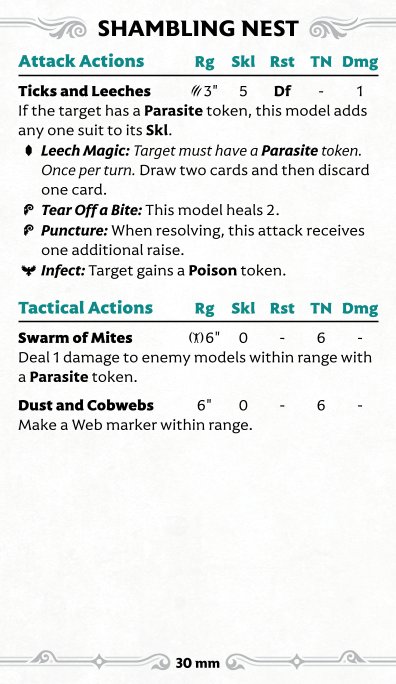 SHAMBLING NEST
Attack Actions Rg Skl Rst TN Dmg
Ticks and Leeches 3" 5 Df - 1
If the target has a Parasite token, this model adds
any one suit to its Skl.
Leech Magic: Target must have a Parasite token.
Once per turn. Draw two cards and then discard
one card.
Tear Off a Bite: This model heals 2.
Puncture: When resolving, this attack receives
one additional raise.
Infect: Target gains a Poison token.
Tactical Actions Rg Skl Rst TN Dmg
Swarm of Mites 6" 0 - 6 -
Deal 1 damage to enemy models within range with
a Parasite token.
Dust and Cobwebs 6" 0 - 6 -
Make a Web marker within range.
30 mm